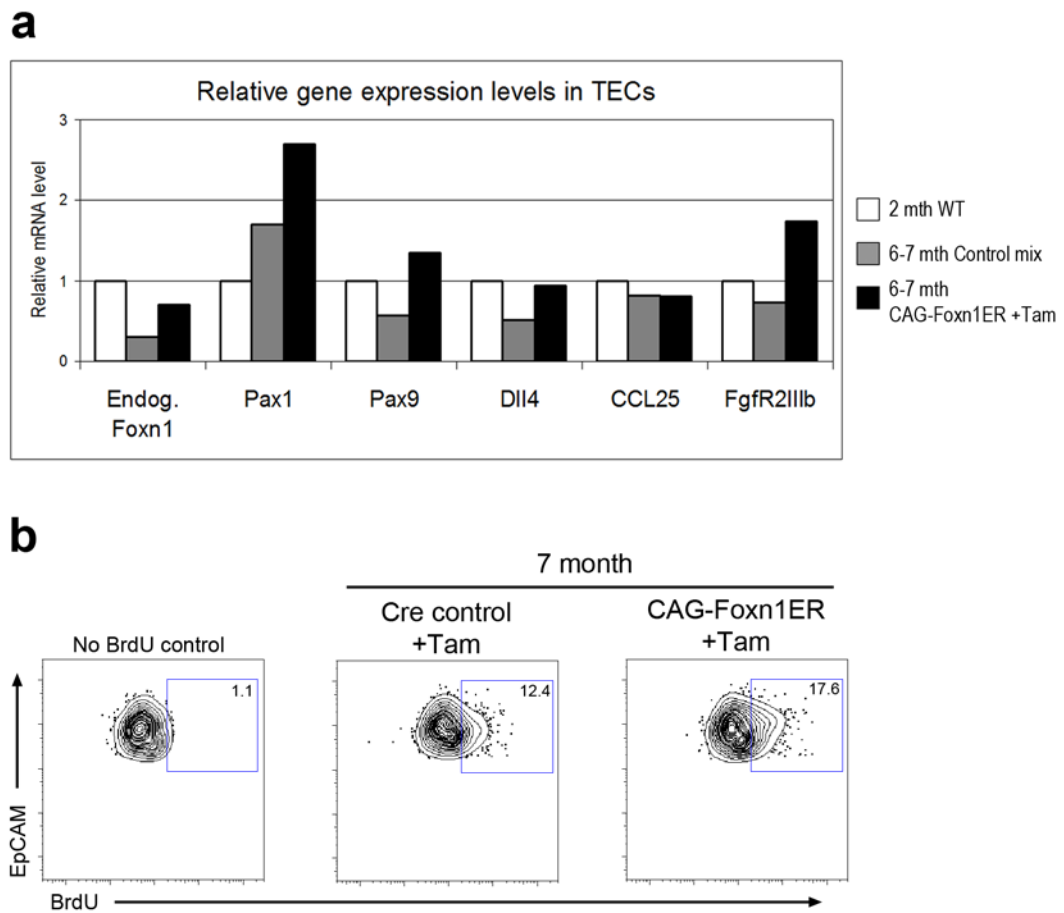 a
Relative gene expression levels in TECs
Relative mRNA level
3
2
1
0
Endog.
Foxn1
Pax1
Pax9
Dll4
CCL25
FgfR2IIIb
2 mth WT
6-7 mth Control mix
6-7 mth
CAG-Foxn1ER +Tam
b
7 month
No BrdU control
Cre control
+Tam
CAG-Foxn1ER
+Tam
1.1
12.4
17.6
EpCAM
BrdU